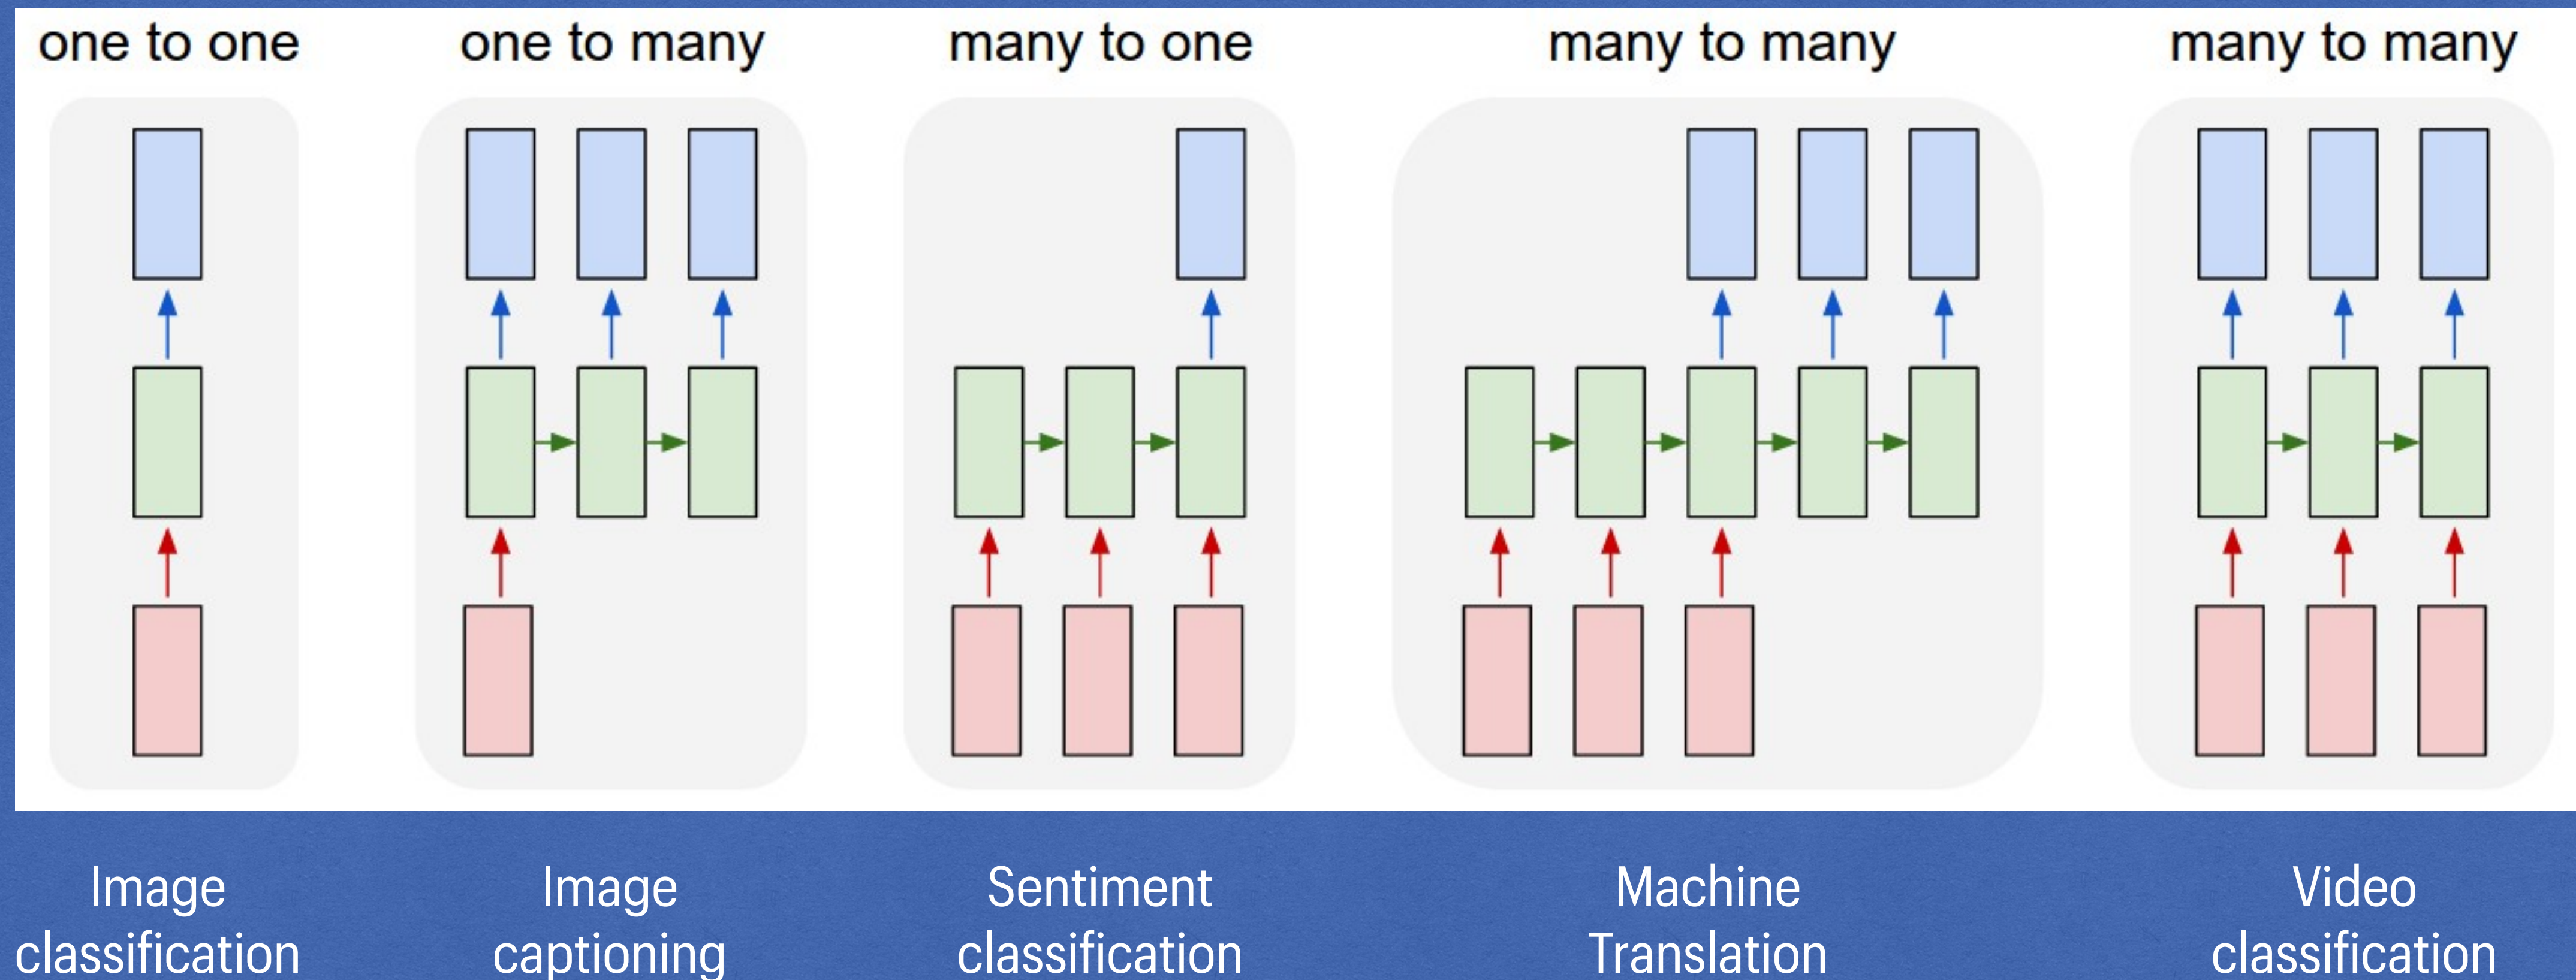 one to one
one to many
many to one
many to many
many to many
Image
classification
Image
captioning
Sentiment
classification
Machine
Translation
Video
classification